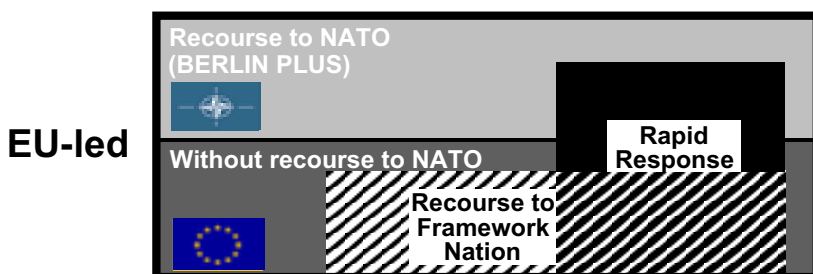 Recourse to NATO
(BERLIN PLUS)
EU-led
Rapid
Response
Without recourse to NATO
Recourse to
Framework
Nation